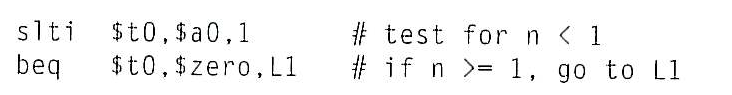 slti $t0,$a0,1 # test for n < 1
beq $t0,$zero,L1 # if n >= 1, go to L1